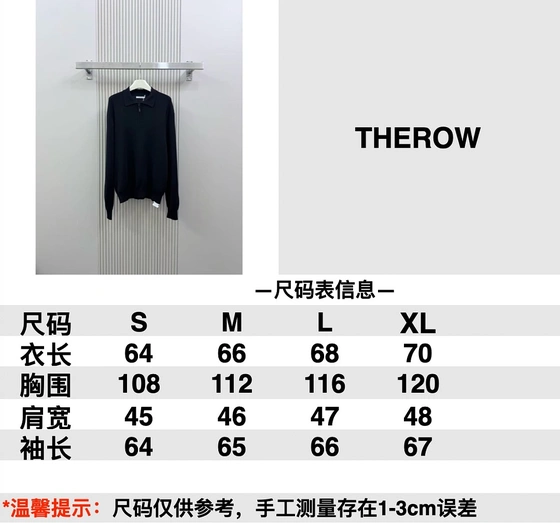 THEROW
—尺码表信息—
尺码 S M L XL
衣长 64 66 68 70
胸围 108 112 116 120
肩宽 45 46 47 48
袖长 64 65 66 67
*温馨提示：尺码仅供参考，手工测量存在1-3cm误差